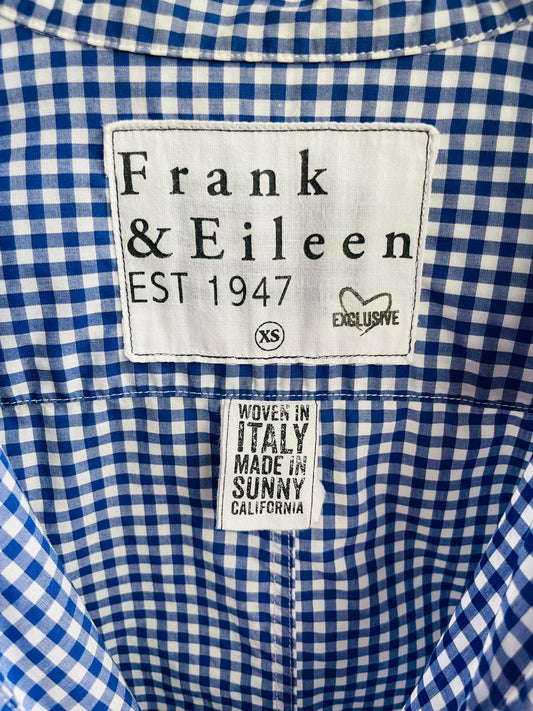 Frank
& Eileen
EST 1947
EXCLUSIVE
XS
WOVEN IN
ITALY
MADE IN
SUNNY
CALIFORNIA